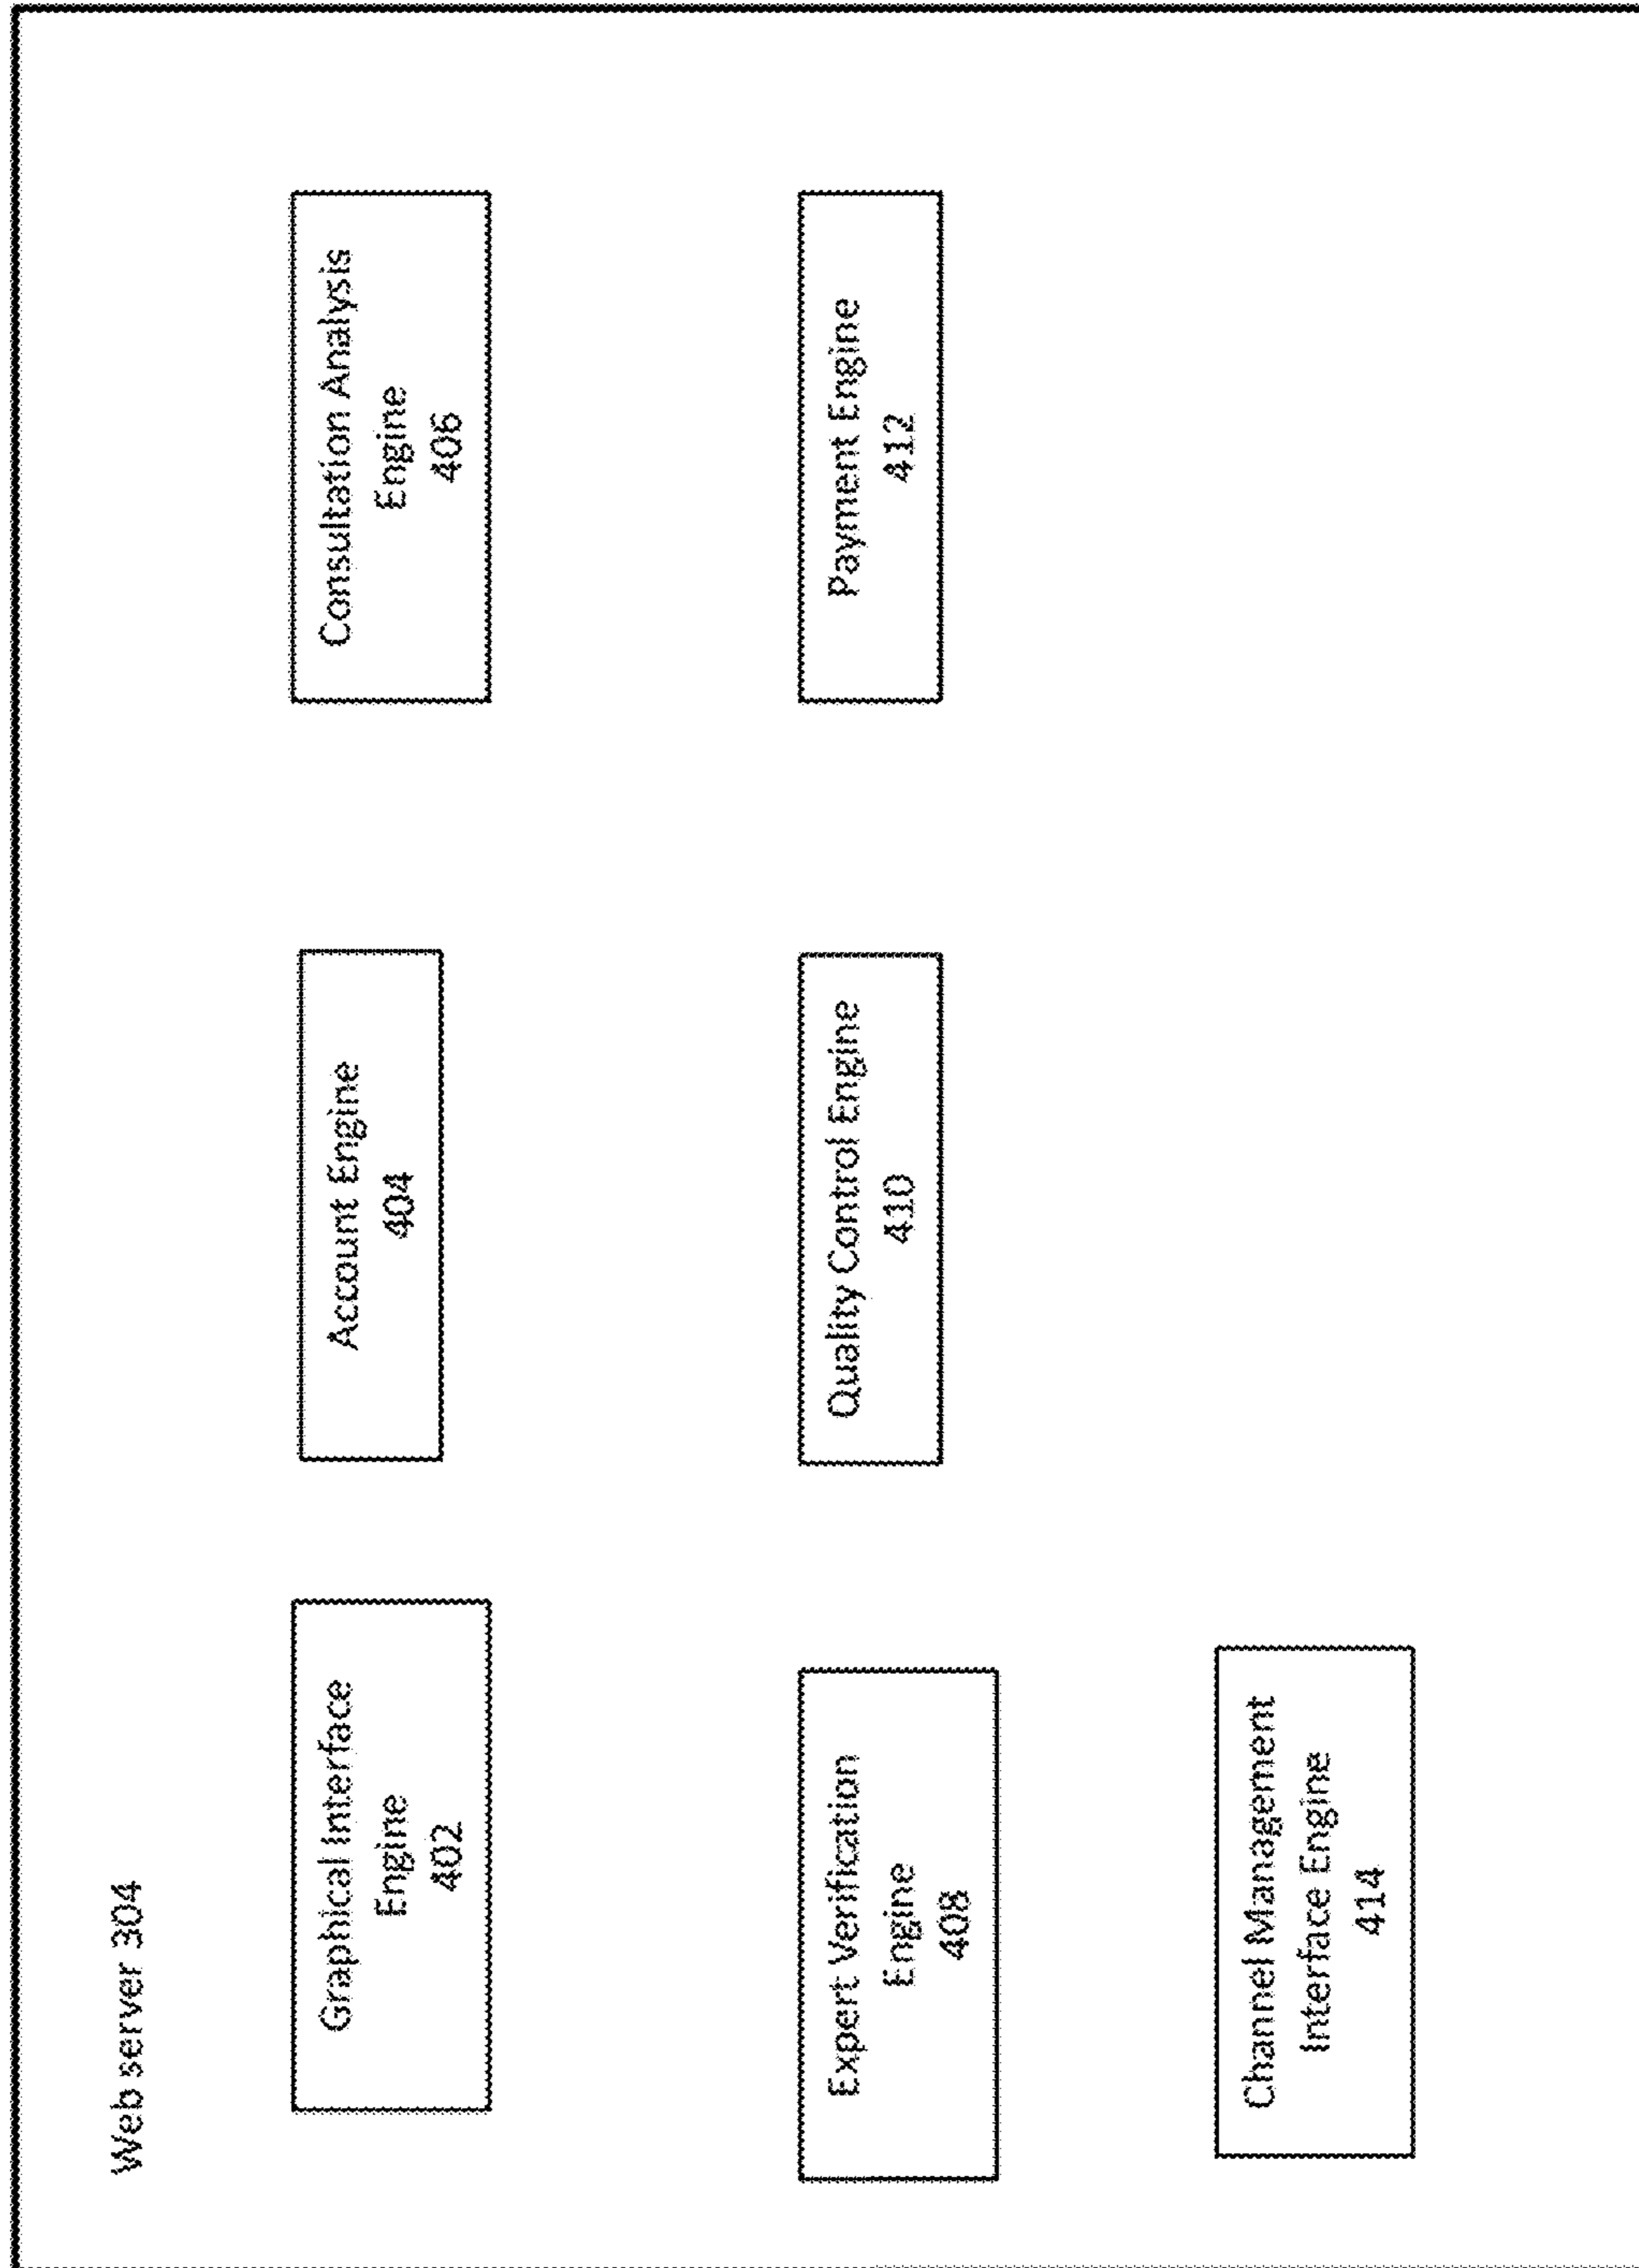 Web server 304
Graphical Interface
Engine
402
Account Engine
404
Consultation Analysis
Engine
406
Expert Verification
Engine
408
Quality Control Engine
410
Payment Engine
412
Channel Management
Interface Engine
414